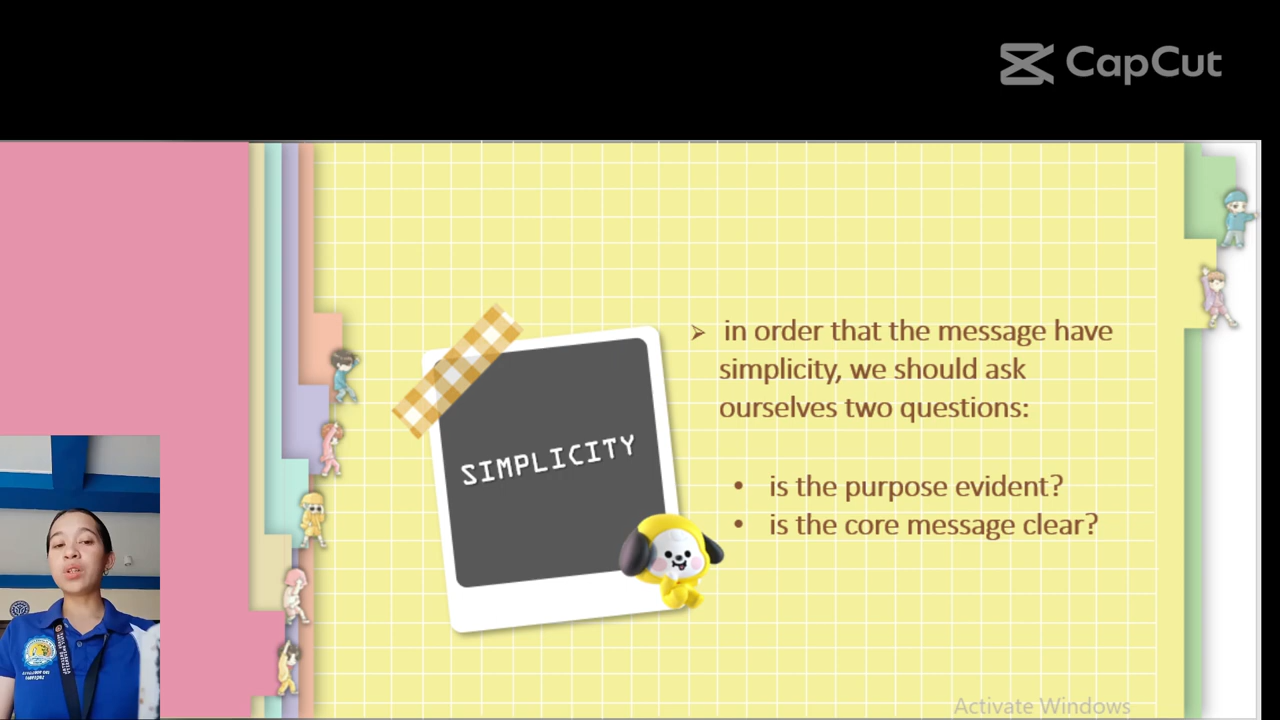 CapCut
SIMPLICITY
➢ in order that the message have
simplicity, we should ask
ourselves two questions:
• is the purpose evident?
• is the core message clear?
Activate Windows